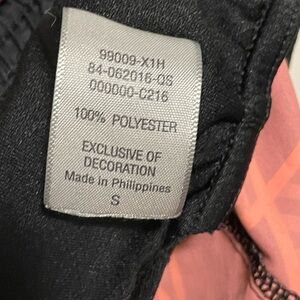 99009-X1H
84-062016-OS
000000-C216
100% POLYESTER
EXCLUSIVE OF
DECORATION
Made in Philippines
S